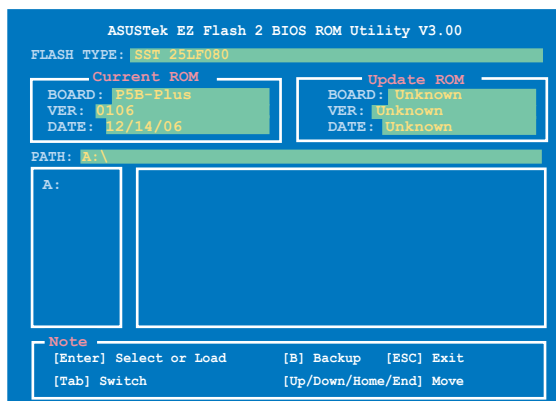 ASUSTek EZ Flash 2 BIOS ROM Utility V3.00
FLASH TYPE: SST 25LF080
Current ROM
BOARD: P5B-Plus
VER: 0106
DATE: 12/14/06
Update ROM
BOARD: Unknown
VER: Unknown
DATE: Unknown
PATH: A:\
A:
Note
[Enter] Select or Load [B] Backup [ESC] Exit
[Tab] Switch [Up/Down/Home/End] Move